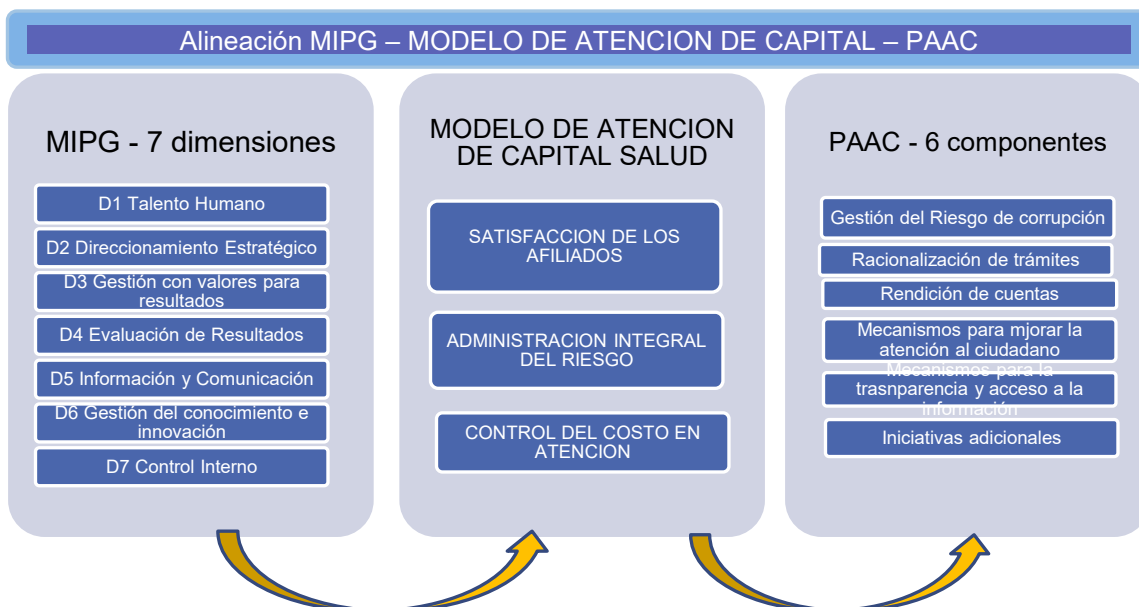 Alineación MIPG – MODELO DE ATENCION DE CAPITAL – PAAC
MIPG - 7 dimensiones
D1 Talento Humano
D2 Direccionamiento Estratégico
D3 Gestión con valores para
resultados
D4 Evaluación de Resultados
D5 Información y Comunicación
D6 Gestión del conocimiento e
innovación
D7 Control Interno
MODELO DE ATENCION
DE CAPITAL SALUD
SATISFACCION DE LOS
AFILIADOS
ADMINISTRACION INTEGRAL
DEL RIESGO
CONTROL DEL COSTO EN
ATENCION
PAAC - 6 componentes
Gestión del Riesgo de corrupción
Racionalización de trámites
Rendición de cuentas
Mecanismos para mjorar la
atención al ciudadano
Mecanismos para la
trasnparencia y acceso a la
información
Iniciativas adicionales